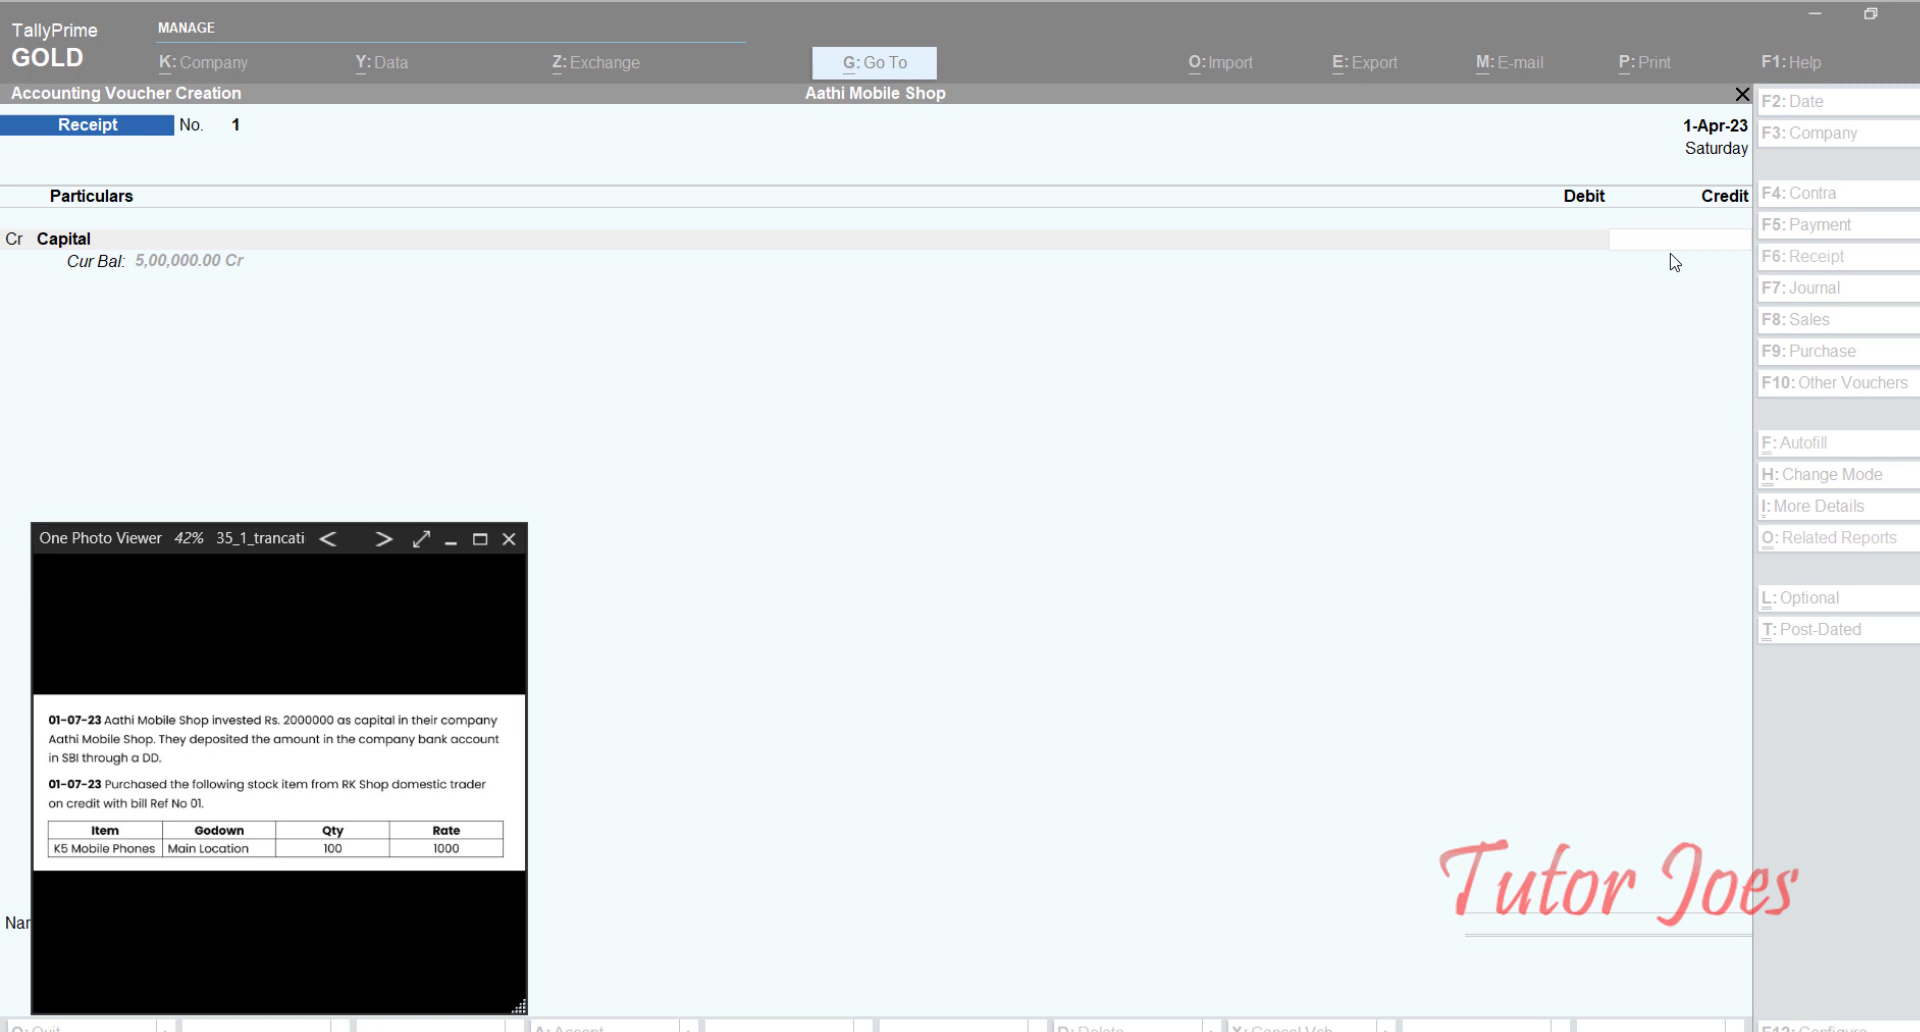 TallyPrime
GOLD
MANAGE
K: Company
Y: Data
Z: Exchange
G: Go To
O: Import
E: Export
M: E-mail
P: Print
F1: Help
Accounting Voucher Creation
Aathi Mobile Shop
Receipt No. 1
1-Apr-23
Saturday
Particulars
Debit
Credit
Cr Capital
Cur Bal: 5,00,000.00 Cr
F2: Date
F3: Company
F4: Contra
F5: Payment
F6: Receipt
F7: Journal
F8: Sales
F9: Purchase
F10: Other Vouchers
F: Autofill
H: Change Mode
I: More Details
O: Related Reports
L: Optional
T: Post-Dated
One Photo Viewer 42% 35_1_trancati
01-07-23 Aathi Mobile Shop invested Rs. 2000000 as capital in their company
Aathi Mobile Shop. They deposited the amount in the company bank account
in SBI through a DD.
01-07-23 Purchased the following stock item from RK Shop domestic trader
on credit with bill Ref No 01.
Item Godown Qty Rate
K5 Mobile Phones Main Location 100 1000
Tutor Joes
Nar
Q: Quit
A: Accept
D: Delete
X: Cancel Vch
F12: Configure